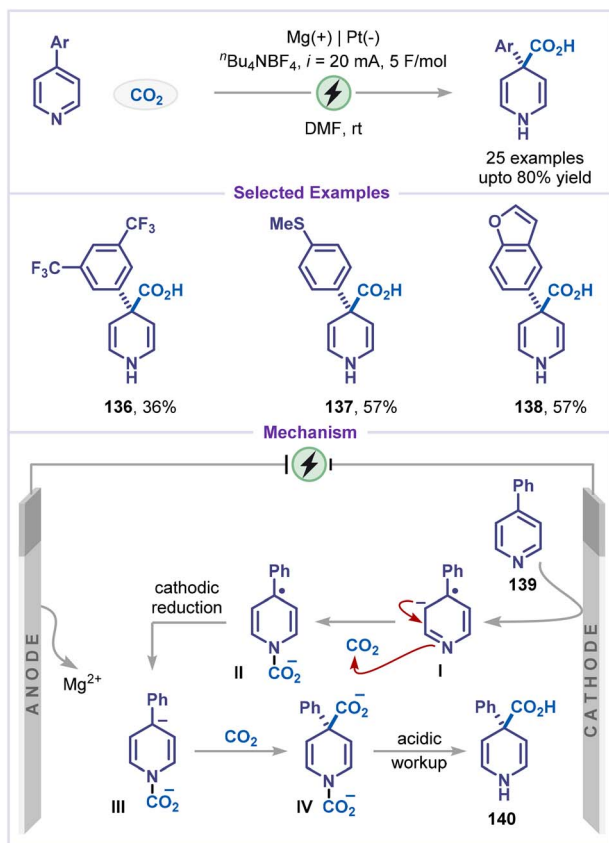 Ar
N
CO₂
Mg(+) | Pt(-)
ⁿBu₄NBF₄, i = 20 mA, 5 F/mol
DMF, rt
Ar CO₂H
N
H
25 examples
upto 80% yield
Selected Examples
CF₃
F₃C
CO₂H
N
H
136, 36%
MeS
CO₂H
N
H
137, 57%
O
CO₂H
N
H
138, 57%
Mechanism
ANODE
CATHODE
Ph
N
139
Ph
•
−
N
I
CO₂
Ph
•
N
CO₂⁻
II
cathodic
reduction
Mg²⁺
Ph
−
N
CO₂⁻
III
CO₂
Ph CO₂⁻
N
CO₂⁻
IV
acidic
workup
Ph CO₂H
N
H
140